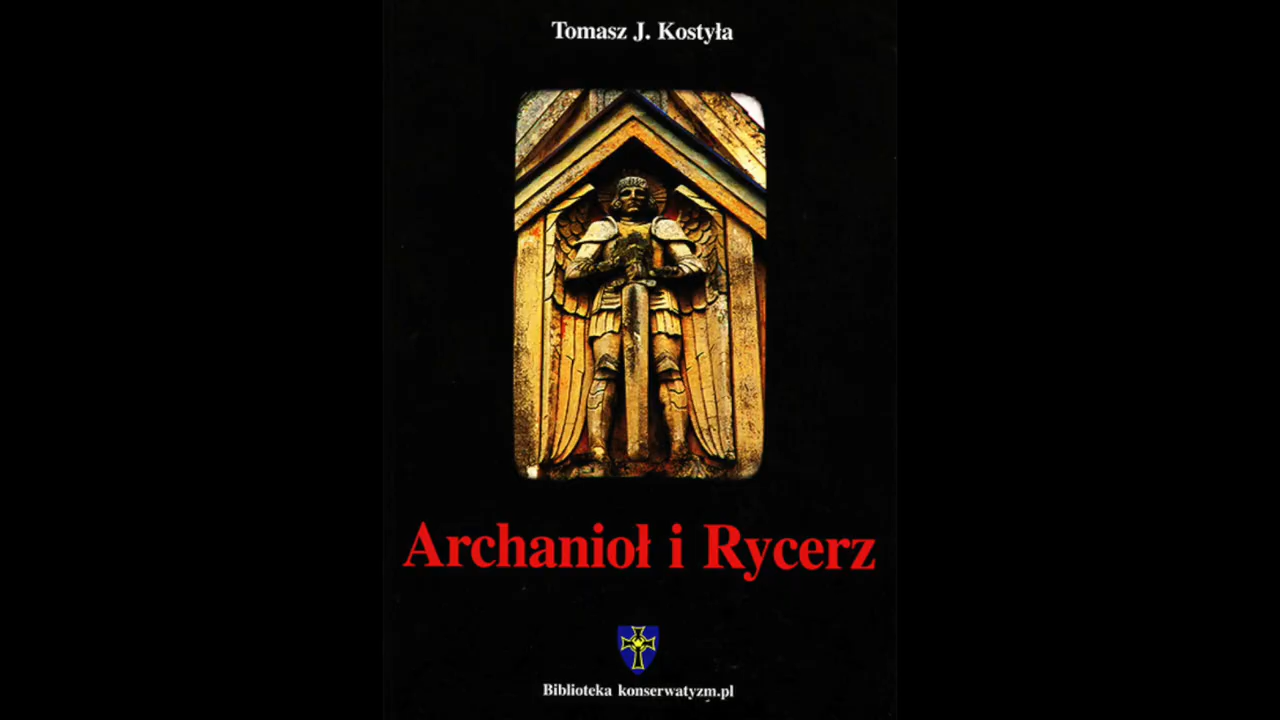 Tomasz J. Kostyła
Archanioł i Rycerz
Biblioteka konserwatyzm.pl